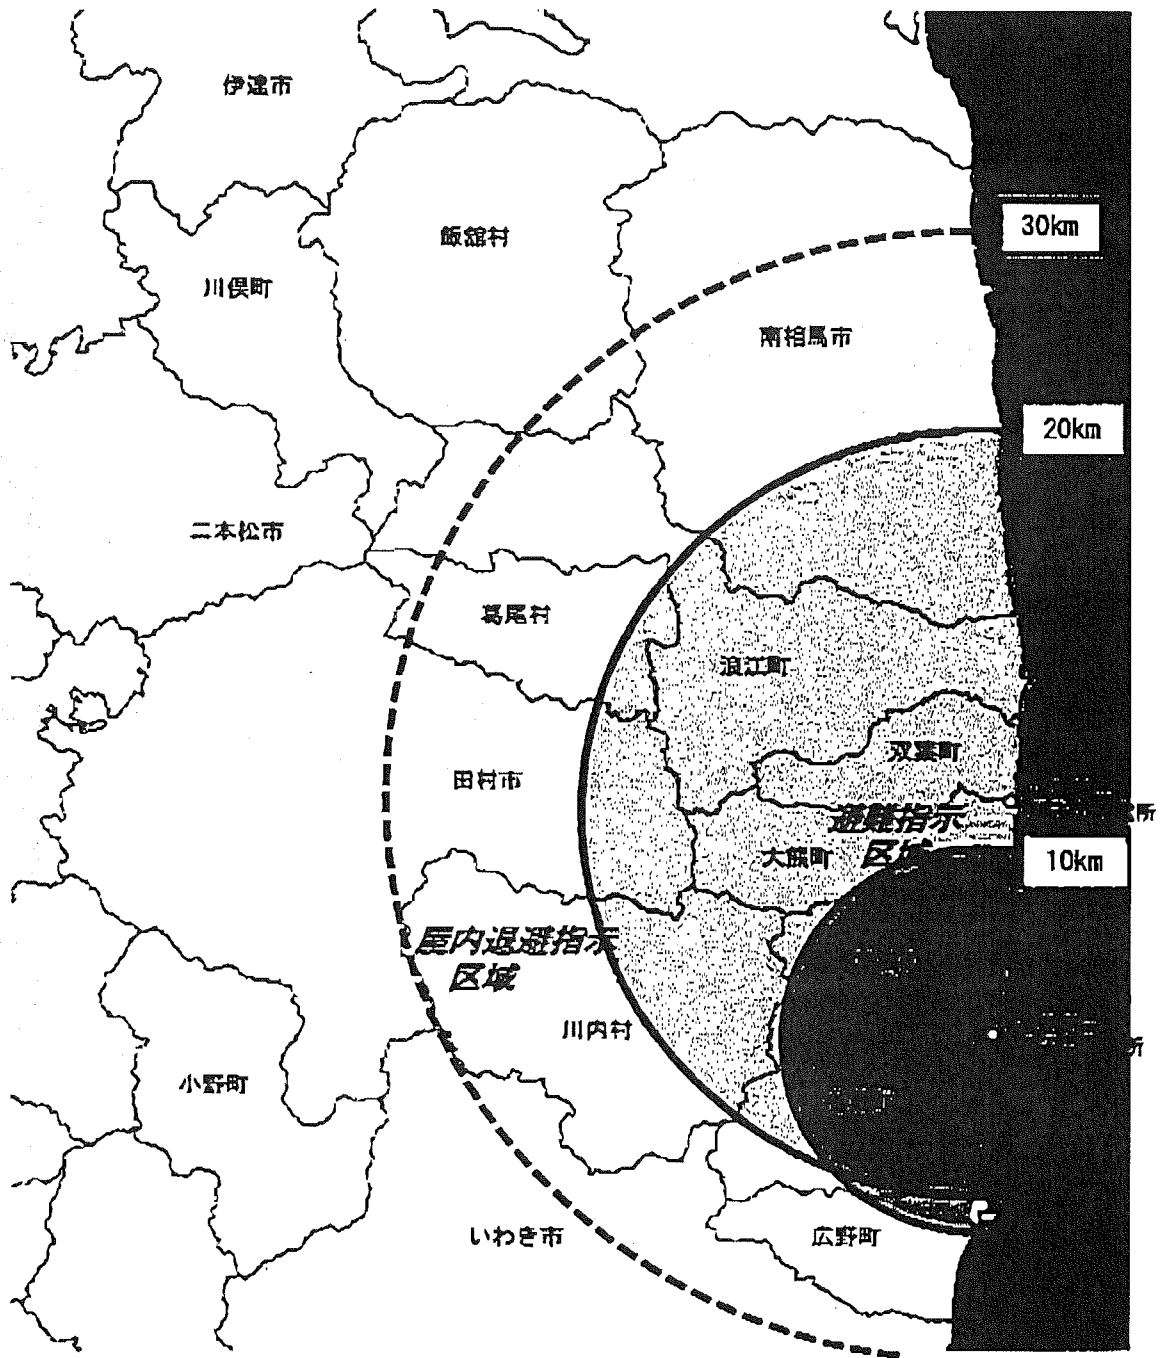 伊達市
飯舘村
30km
川俣町
南相馬市
20km
二本松市
葛尾村
浪江町
双葉町
田村市
避難指示
区域
所
大熊町
10km
屋内退避指示
区域
川内村
所
小野町
いわき市
広野町